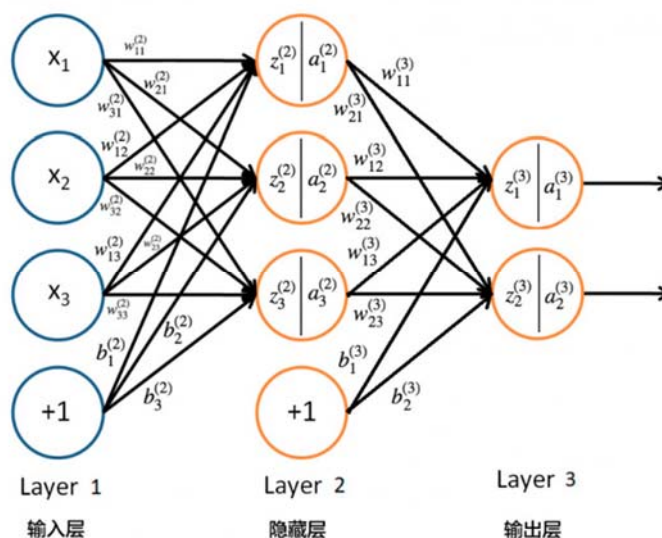 x₁ w₁₁⁽²⁾ z₁⁽²⁾ a₁⁽²⁾ w₁₁⁽³⁾
w₂₁⁽²⁾
w₃₁⁽²⁾ w₂₁⁽³⁾
w₁₂⁽²⁾ w₁₂⁽³⁾
x₂ w₂₂⁽²⁾ z₂⁽²⁾ a₂⁽²⁾ z₁⁽³⁾ a₁⁽³⁾
w₃₂⁽²⁾ w₂₂⁽³⁾
w₁₃⁽²⁾ w₂₃⁽²⁾ w₁₃⁽³⁾
x₃ z₃⁽²⁾ a₃⁽²⁾ z₂⁽³⁾ a₂⁽³⁾
w₃₃⁽²⁾ w₂₃⁽³⁾
b₁⁽²⁾ b₂⁽²⁾ b₁⁽³⁾
b₃⁽²⁾ b₂⁽³⁾
+1 +1
Layer 1 Layer 2 Layer 3
输入层 隐藏层 输出层